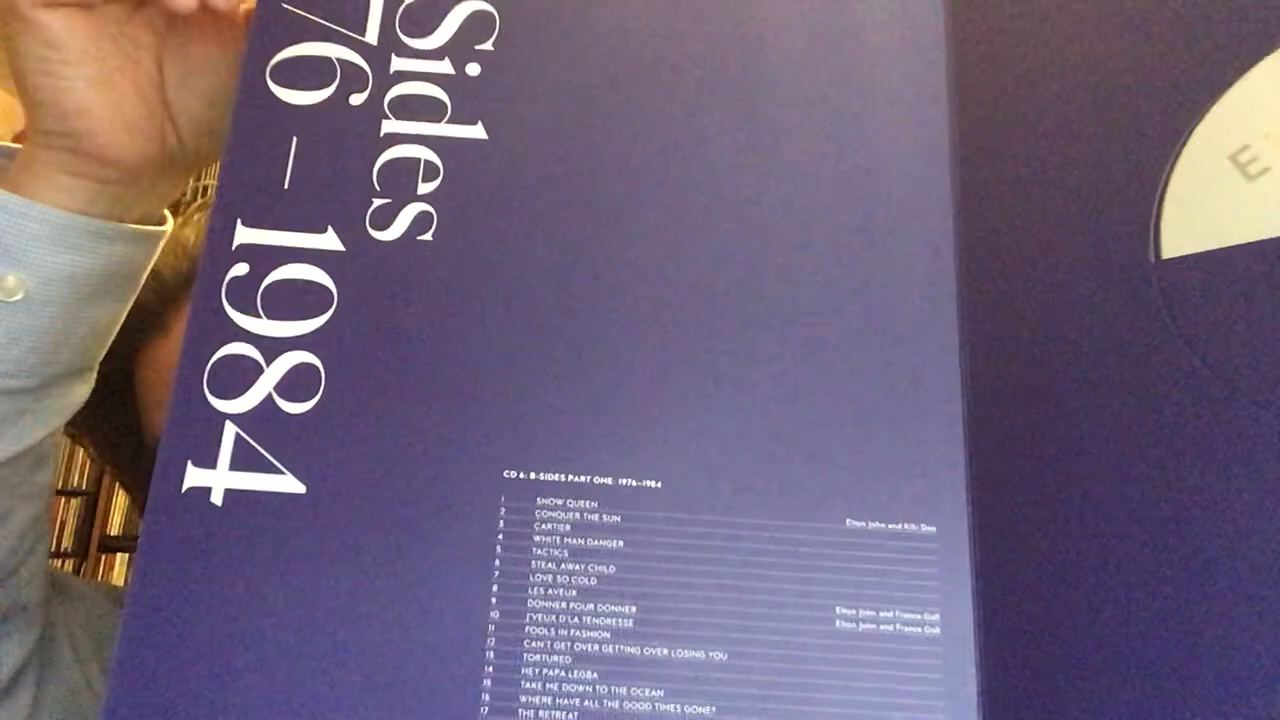 Sides
76 – 1984
E
CD 6: B-SIDES PART ONE: 1976–1984
1 SNOW QUEEN Elton John and Kiki Dee
2 CONQUER THE SUN
3 CARTIER
4 WHITE MAN DANGER
5 TACTICS
6 STEAL AWAY CHILD
7 LOVE SO COLD
8 LES AVEUX Elton John and France Gall
9 DONNER POUR DONNER Elton John and France Gall
10 J'VEUX D'LA TENDRESSE
11 FOOLS IN FASHION
12 CAN'T GET OVER GETTING OVER LOSING YOU
13 TORTURED
14 HEY PAPA LEGBA
15 TAKE ME DOWN TO THE OCEAN
16 WHERE HAVE ALL THE GOOD TIMES GONE?
17 THE RETREAT